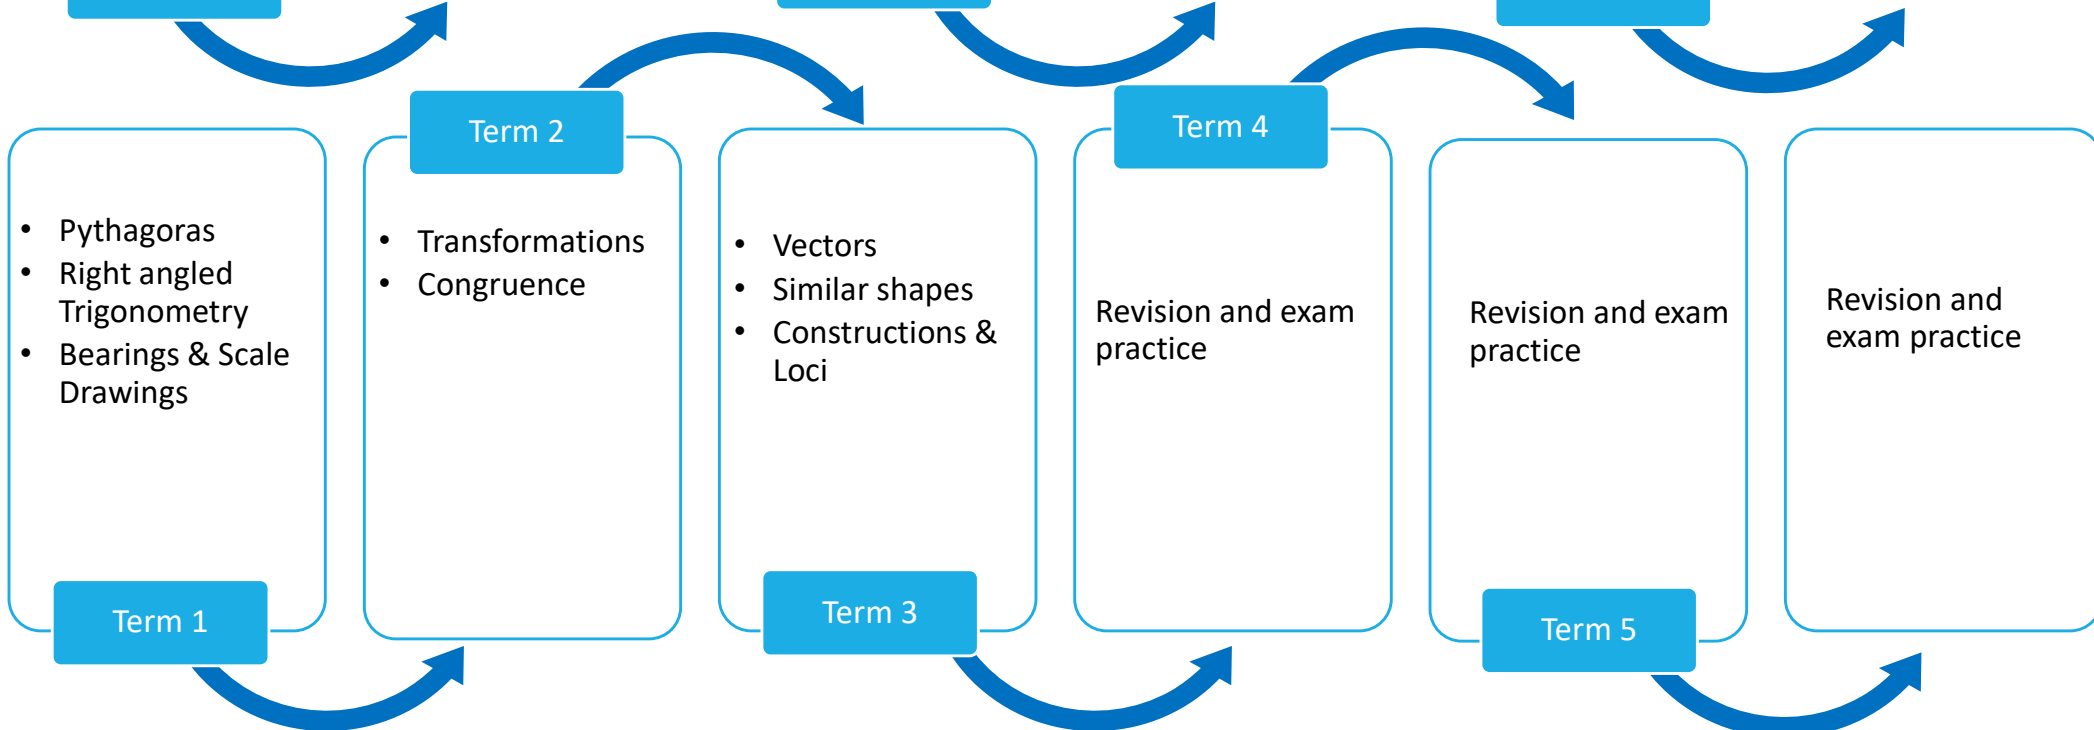 • Pythagoras
• Right angled
Trigonometry
• Bearings & Scale
Drawings
Term 1
Term 2
• Transformations
• Congruence
• Vectors
• Similar shapes
• Constructions &
Loci
Term 3
Term 4
Revision and exam
practice
Revision and exam
practice
Term 5
Revision and
exam practice